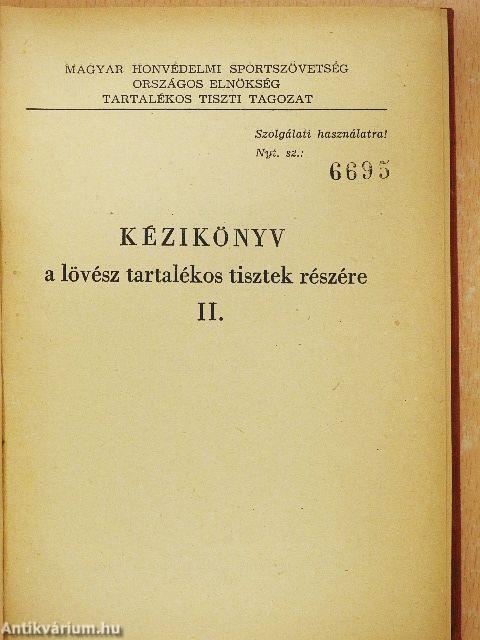 MAGYAR HONVÉDELMI SPORTSZÖVETSÉG
ORSZÁGOS ELNÖKSÉG
TARTALÉKOS TISZTI TAGOZAT
Szolgálati használatra!
Nyt. sz.:
6695
KÉZIKÖNYV
a lövész tartalékos tisztek részére
II.
Antikvárium.hu